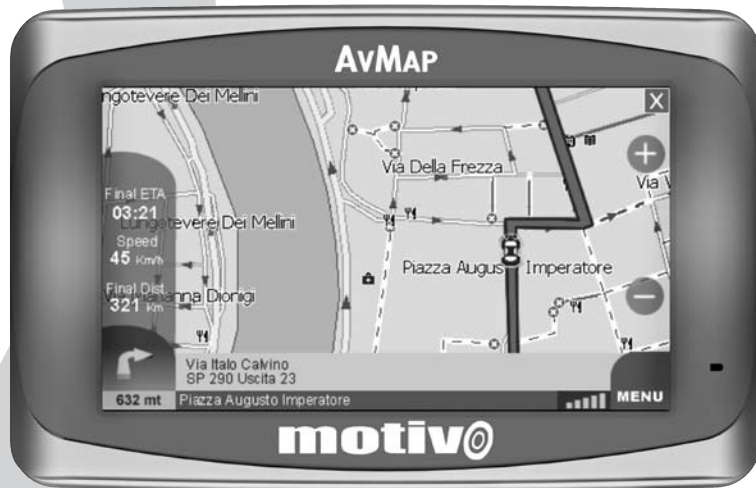 AvMap
ngotevere Dei Mellini
X
Via Della Frezza
Via
Final ETA
03:21
Lungotevere Dei Mellini
Speed
45 Km/h
Piazza Augus Imperatore
Final Dist.
321 Km
anna Dionigi
Via Italo Calvino
SP 290 Uscita 23
632 mt Piazza Augusto Imperatore
MENU
motivo